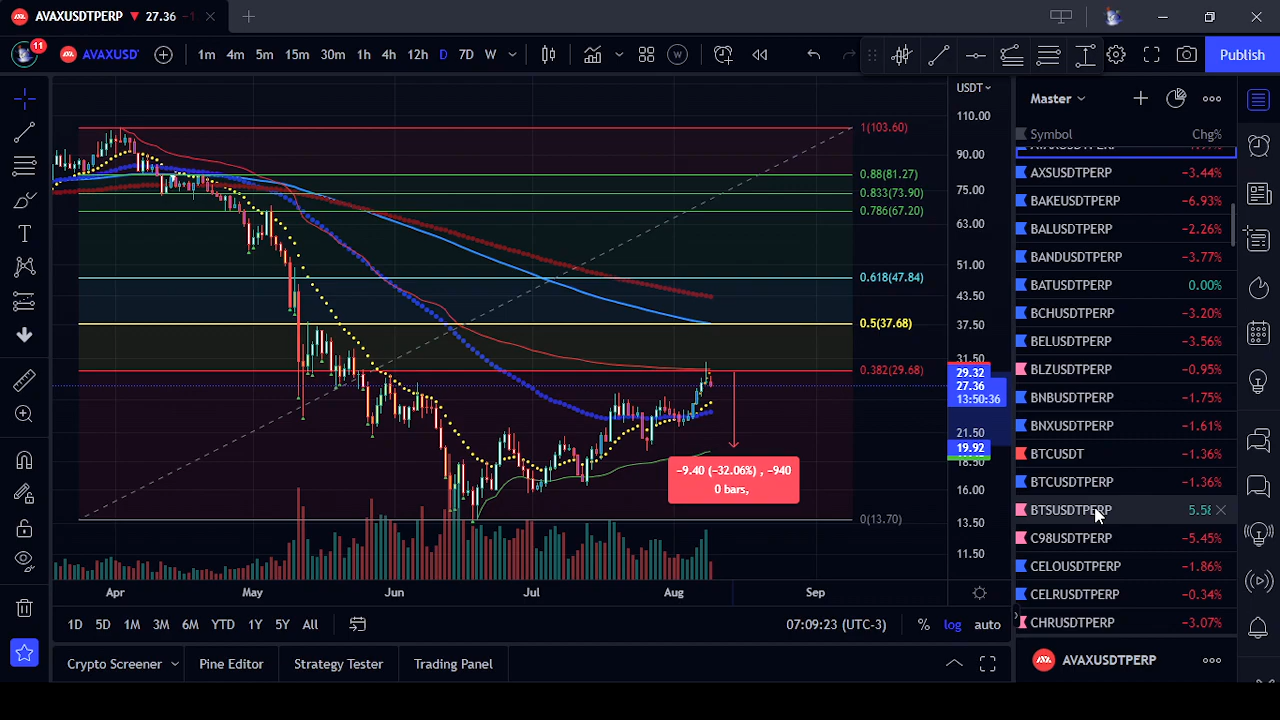 AVAXUSDTPERP ▼ 27.36 −1
11 AVAXUSD 1m 4m 5m 15m 30m 1h 4h 12h D 7D W Publish
USDT
110.00
90.00
75.00
63.00
51.00
43.50
37.50
31.50
29.32
27.36
13:50:36
21.50
19.92
18.50
16.00
13.50
11.50
1(103.60)
0.88(81.27)
0.833(73.90)
0.786(67.20)
0.618(47.84)
0.5(37.68)
0.382(29.68)
0(13.70)
−9.40 (−32.06%) , −940
0 bars,
Apr May Jun Jul Aug Sep
1D 5D 1M 3M 6M YTD 1Y 5Y All 07:09:23 (UTC-3) % log auto
Crypto Screener Pine Editor Strategy Tester Trading Panel
Master
Symbol Chg%
AXSUSDTPERP −3.44%
BAKEUSDTPERP −6.93%
BALUSDTPERP −2.26%
BANDUSDTPERP −3.77%
BATUSDTPERP 0.00%
BCHUSDTPERP −3.20%
BELUSDTPERP −3.56%
BLZUSDTPERP −0.95%
BNBUSDTPERP −1.75%
BNXUSDTPERP −1.61%
BTCUSDT −1.36%
BTCUSDTPERP −1.36%
BTSUSDTPERP 5.58
C98USDTPERP −5.45%
CELOUSDTPERP −1.86%
CELRUSDTPERP −0.34%
CHRUSDTPERP −3.07%
AVAXUSDTPERP